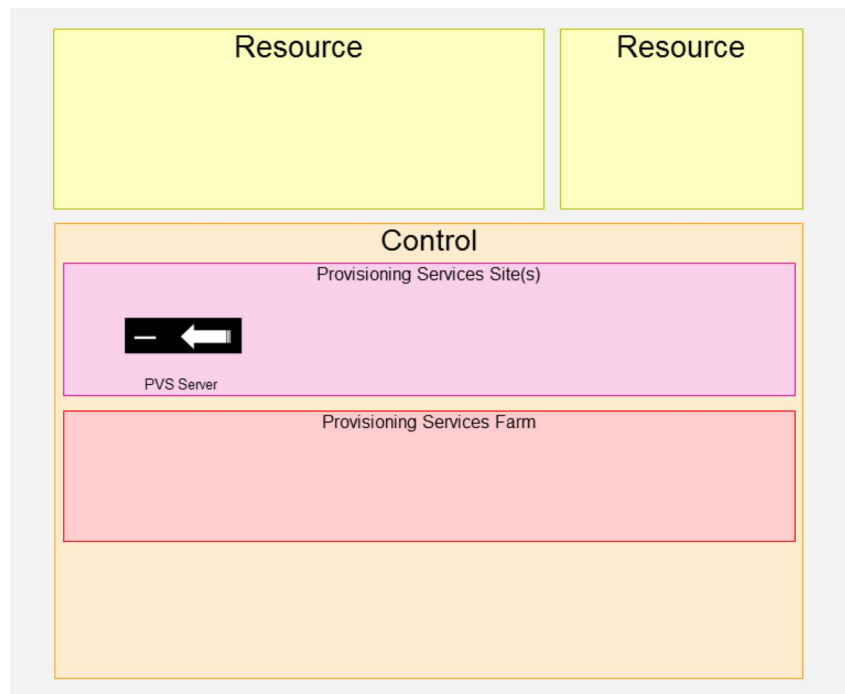 Resource
Resource
Control
Provisioning Services Site(s)
PVS Server
Provisioning Services Farm